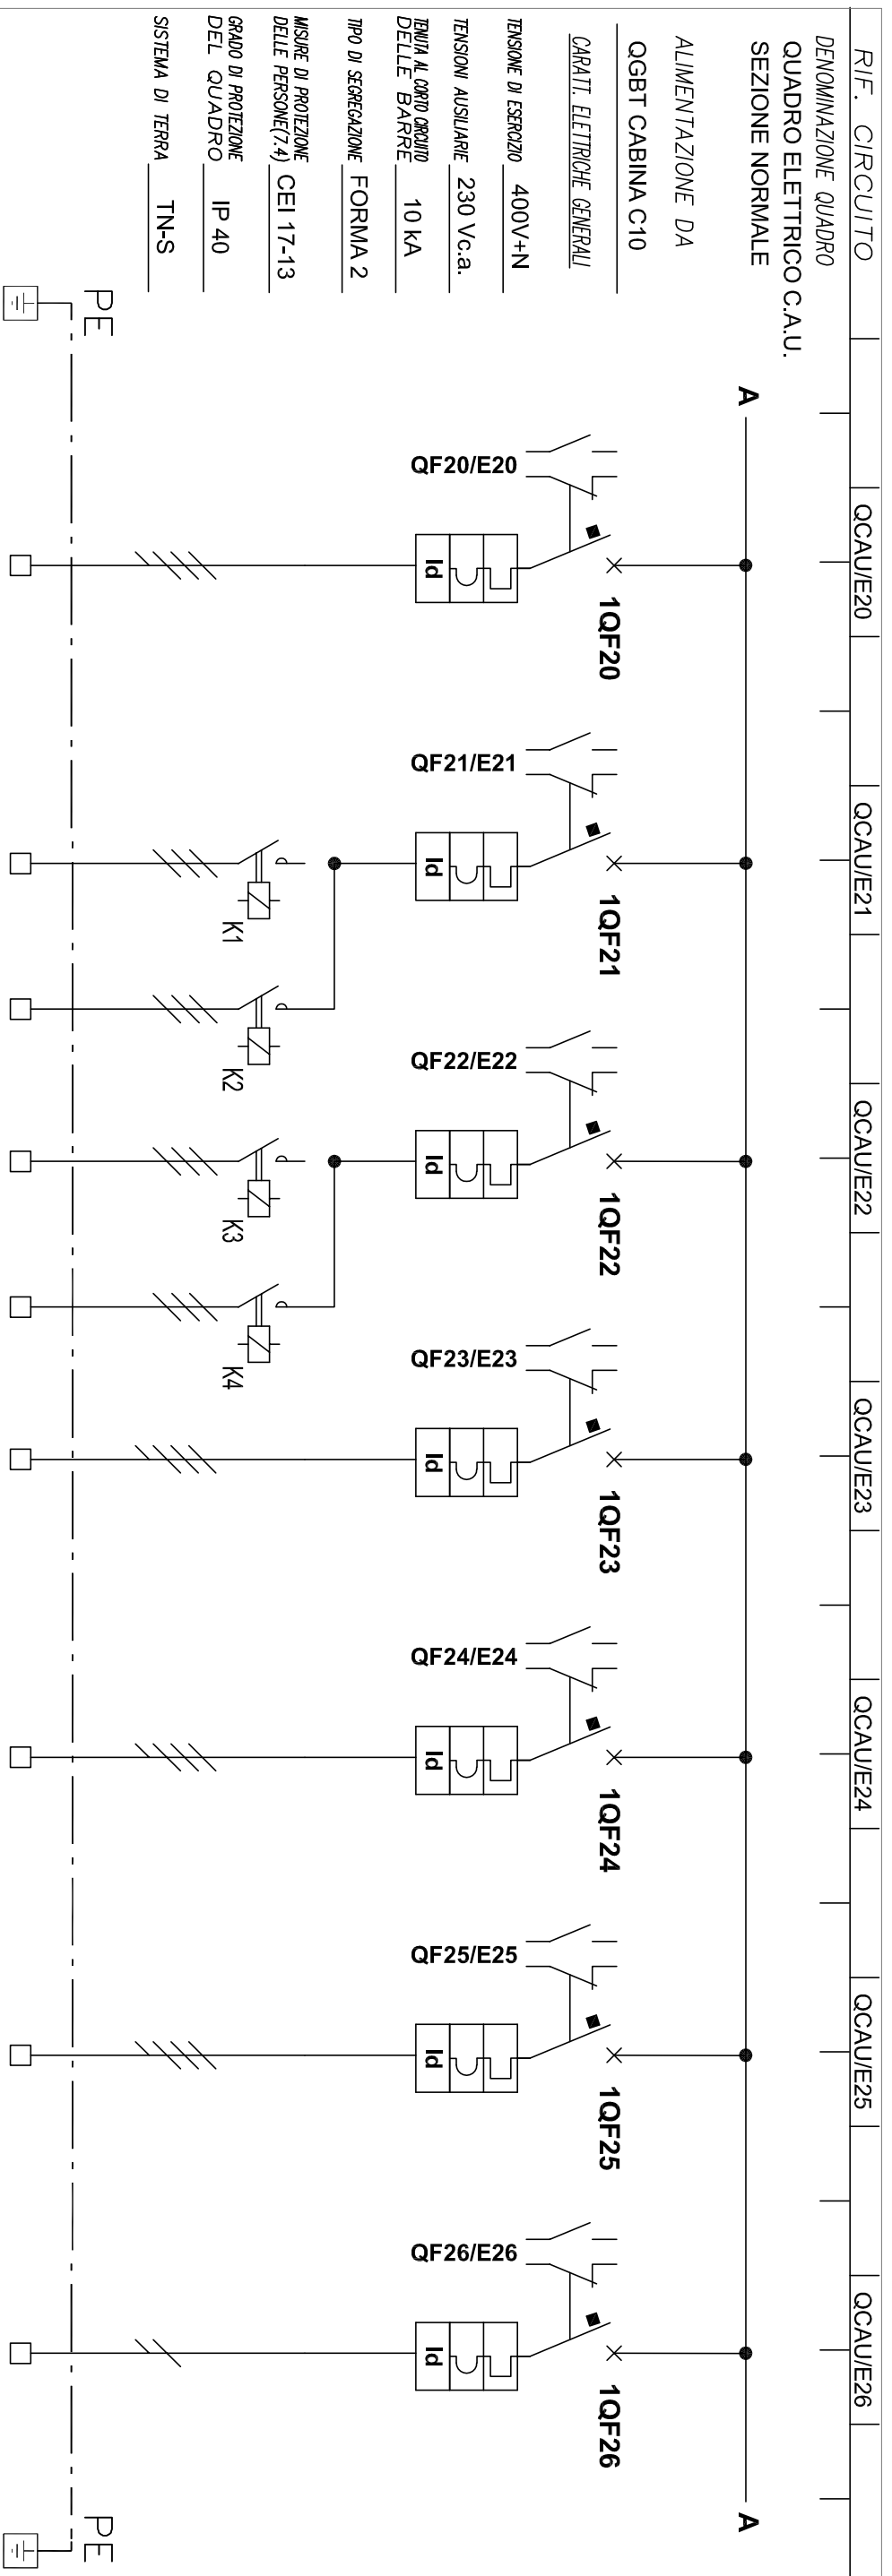 RIF. CIRCUITO
QCAU/E20
QCAU/E21
QCAU/E22
QCAU/E23
QCAU/E24
QCAU/E25
QCAU/E26
DENOMINAZIONE QUADRO
QUADRO ELETTRICO C.A.U.
SEZIONE NORMALE
A
A
ALIMENTAZIONE DA
QGBT CABINA C10
CARATT. ELETTRICHE GENERALI
TENSIONE DI ESERCIZIO
400V+N
TENSIONI AUSILIARIE
230 Vc.a.
TENUTA AL CORTO CIRCUITO
DELLE BARRE
10 kA
TIPO DI SEGREGAZIONE
FORMA 2
MISURE DI PROTEZIONE
DELLE PERSONE(7.4)
CEI 17-13
GRADO DI PROTEZIONE
DEL QUADRO
IP 40
SISTEMA DI TERRA
TN-S
1QF20
1QF21
1QF22
1QF23
1QF24
1QF25
1QF26
QF20/E20
QF21/E21
QF22/E22
QF23/E23
QF24/E24
QF25/E25
QF26/E26
Id
Id
Id
Id
Id
Id
Id
K1
K2
K3
K4
PE
PE